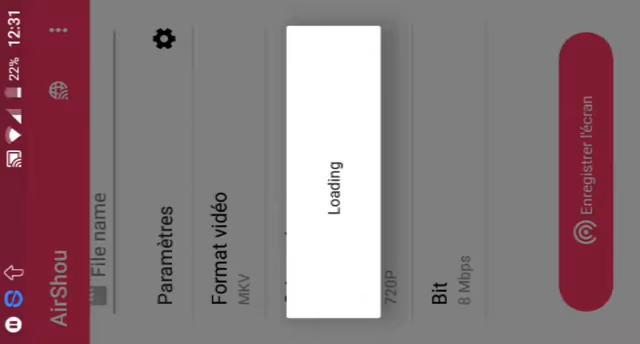 22% 12:31
AirShou
File name
Paramètres
Format vidéo
MKV
Loading
720P
Bit
8 Mbps
Enregistrer l'écran